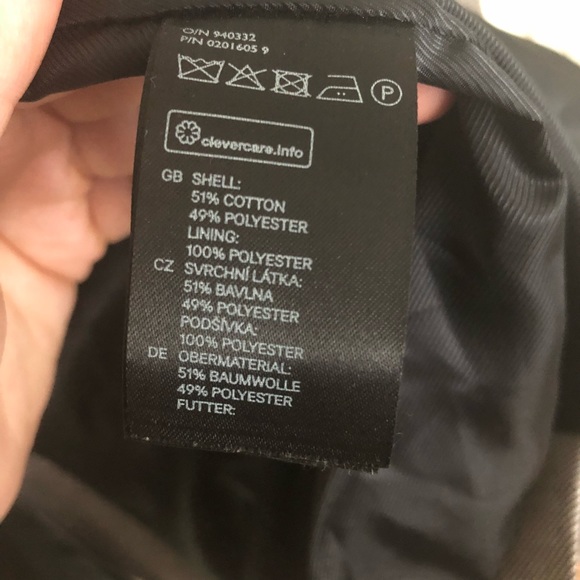 O/N 940332
P/N 0201605 9
P
clevercare.info
GB SHELL:
51% COTTON
49% POLYESTER
LINING:
100% POLYESTER
CZ SVRCHNÍ LÁTKA:
51% BAVLNA
49% POLYESTER
PODŠÍVKA:
100% POLYESTER
DE OBERMATERIAL:
51% BAUMWOLLE
49% POLYESTER
FUTTER: